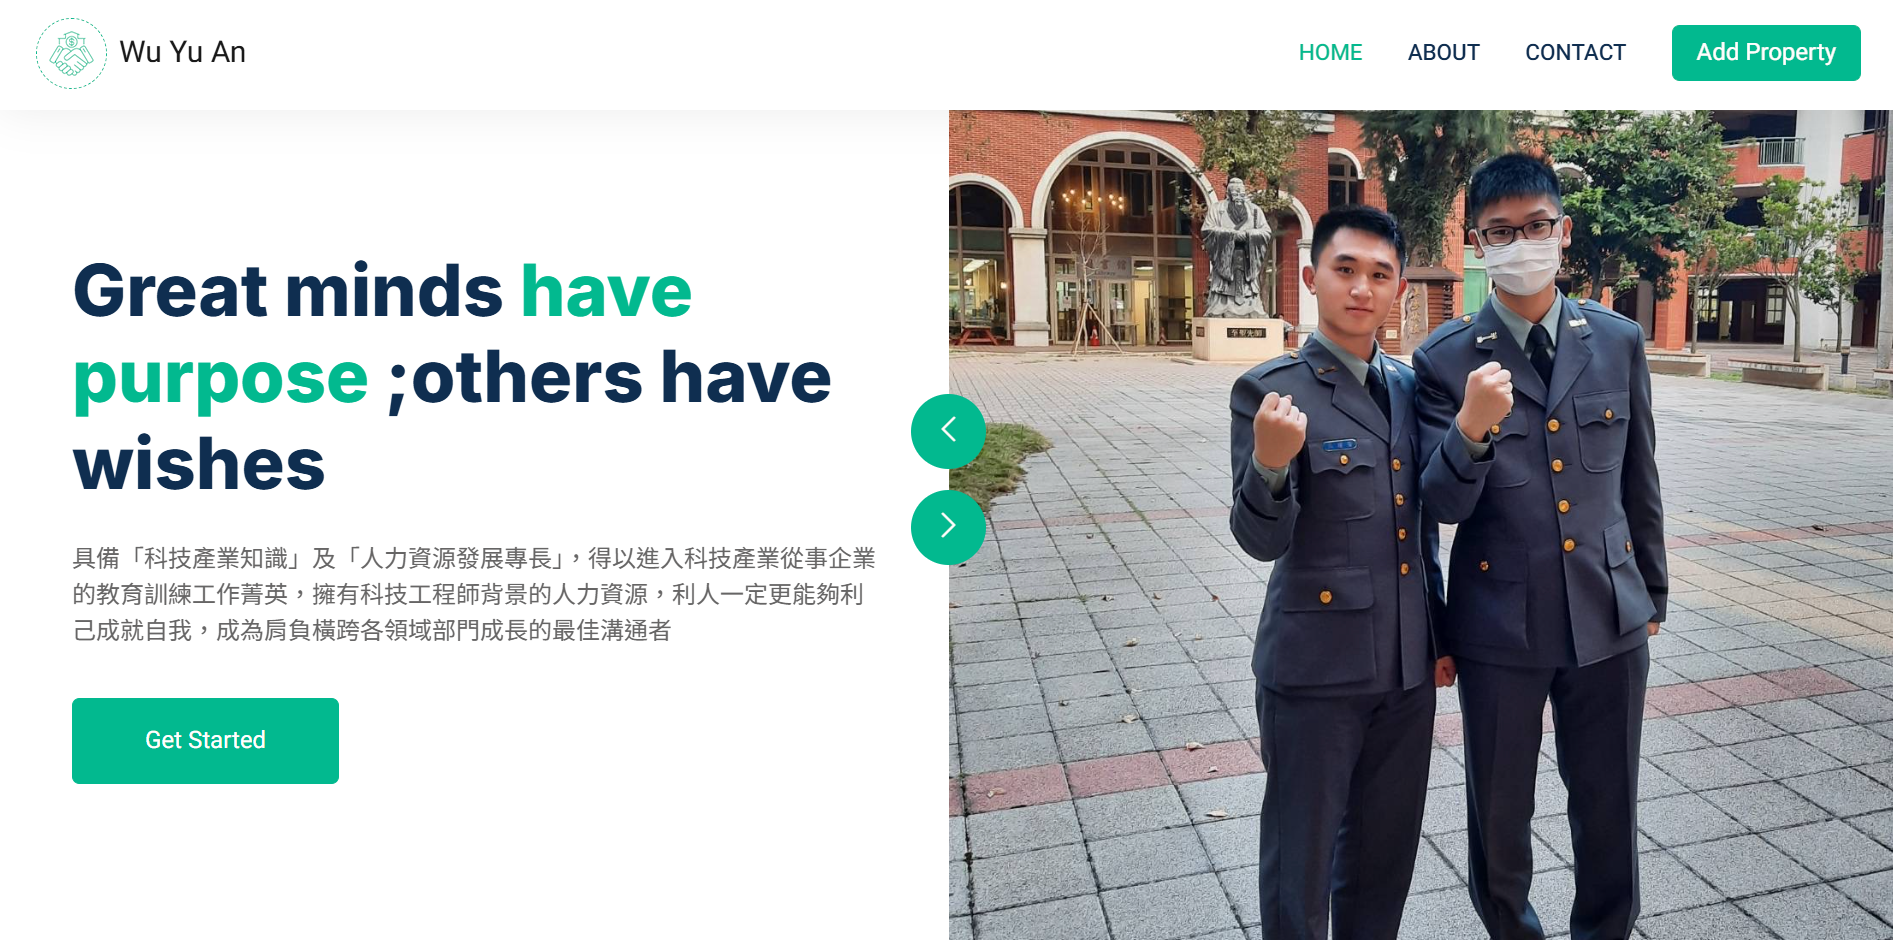 Wu Yu An
HOME
ABOUT
CONTACT
Add Property
Great minds have
purpose ;others have
wishes
具備「科技產業知識」及「人力資源發展專長」，得以進入科技產業從事企業
的教育訓練工作菁英，擁有科技工程師背景的人力資源，利人一定更能夠利
己成就自我，成為肩負橫跨各領域部門成長的最佳溝通者
Get Started